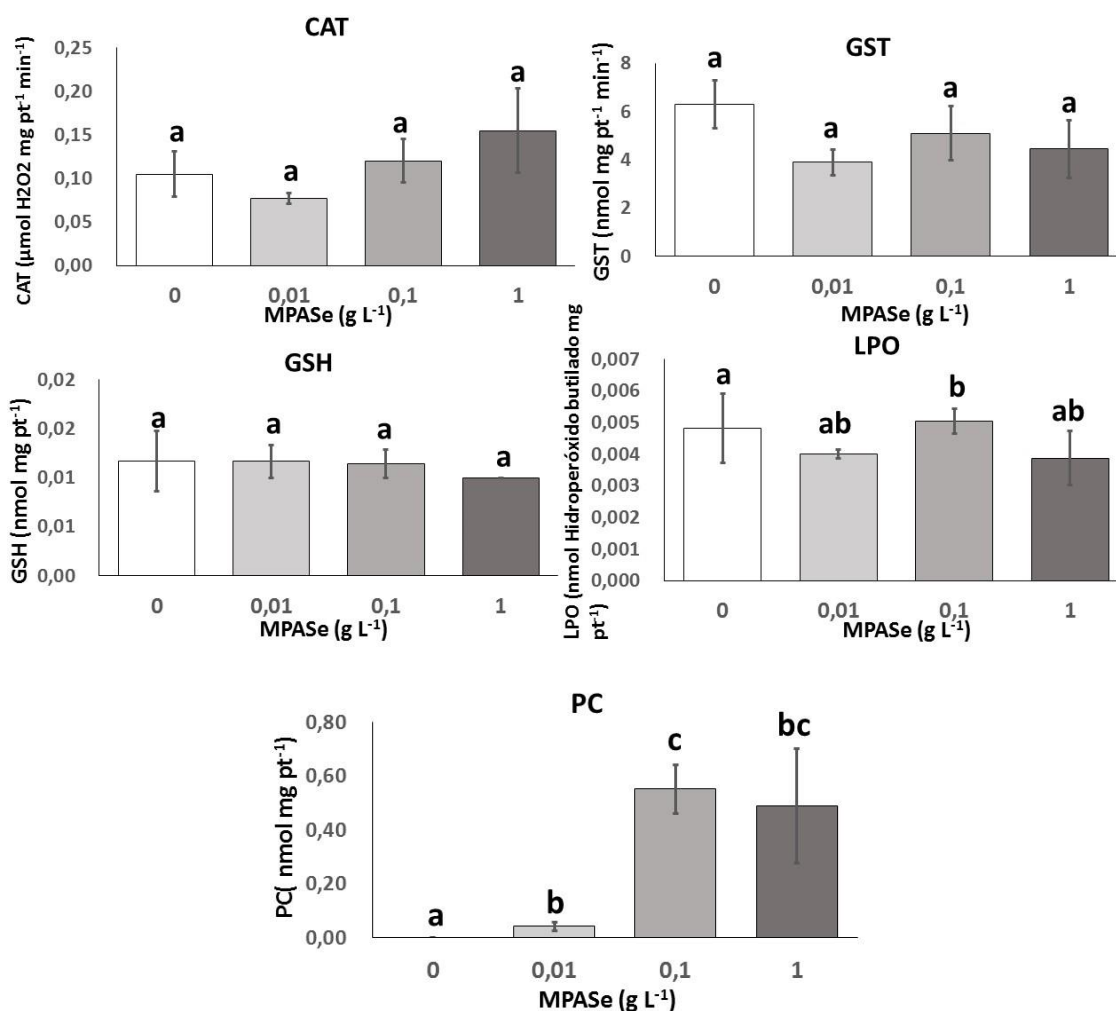 CAT
CAT (µmol H2O2 mg pt⁻¹ min⁻¹)
0,25
0,20
0,15
0,10
0,05
0,00
a
a
a
a
0 0,01 0,1 1
MPASe (g L⁻¹)
GST
GST (nmol mg pt⁻¹ min⁻¹)
8
6
4
2
0
a
a
a
a
0 0,01 0,1 1
MPASe (g L⁻¹)
GSH
GSH (nmol mg pt⁻¹)
0,02
0,02
0,01
0,01
0,00
a
a
a
a
0 0,01 0,1 1
MPASe (g L⁻¹)
LPO
LPO (nmol Hidroperóxido butilado mg
pt⁻¹)
0,007
0,006
0,005
0,004
0,003
0,002
0,001
0,000
a
ab
b
ab
0 0,01 0,1 1
MPASe (g L⁻¹)
PC
PC( nmol mg pt⁻¹)
0,80
0,60
0,40
0,20
0,00
a
b
c
bc
0 0,01 0,1 1
MPASe (g L⁻¹)